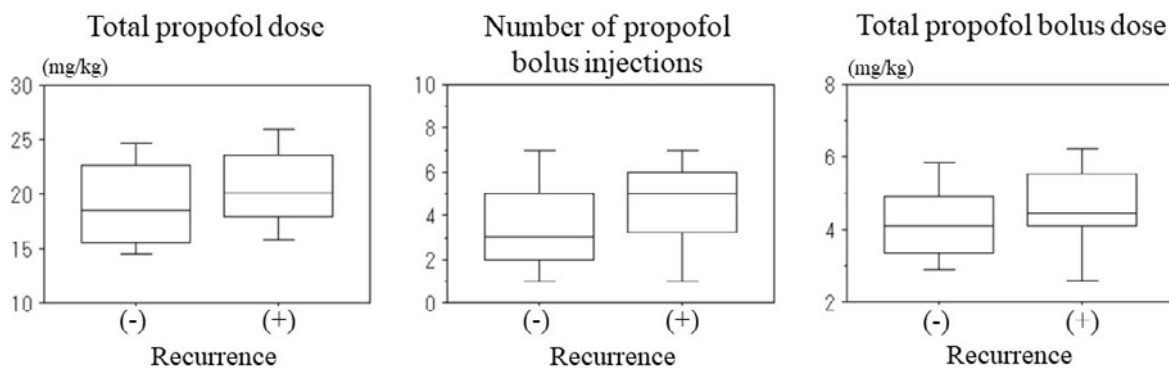 Total propofol dose
(mg/kg)
30
25
20
15
10
(-) (+)
Recurrence
Number of propofol
bolus injections
10
8
6
4
2
0
(-) (+)
Recurrence
Total propofol bolus dose
(mg/kg)
8
6
4
2
(-) (+)
Recurrence